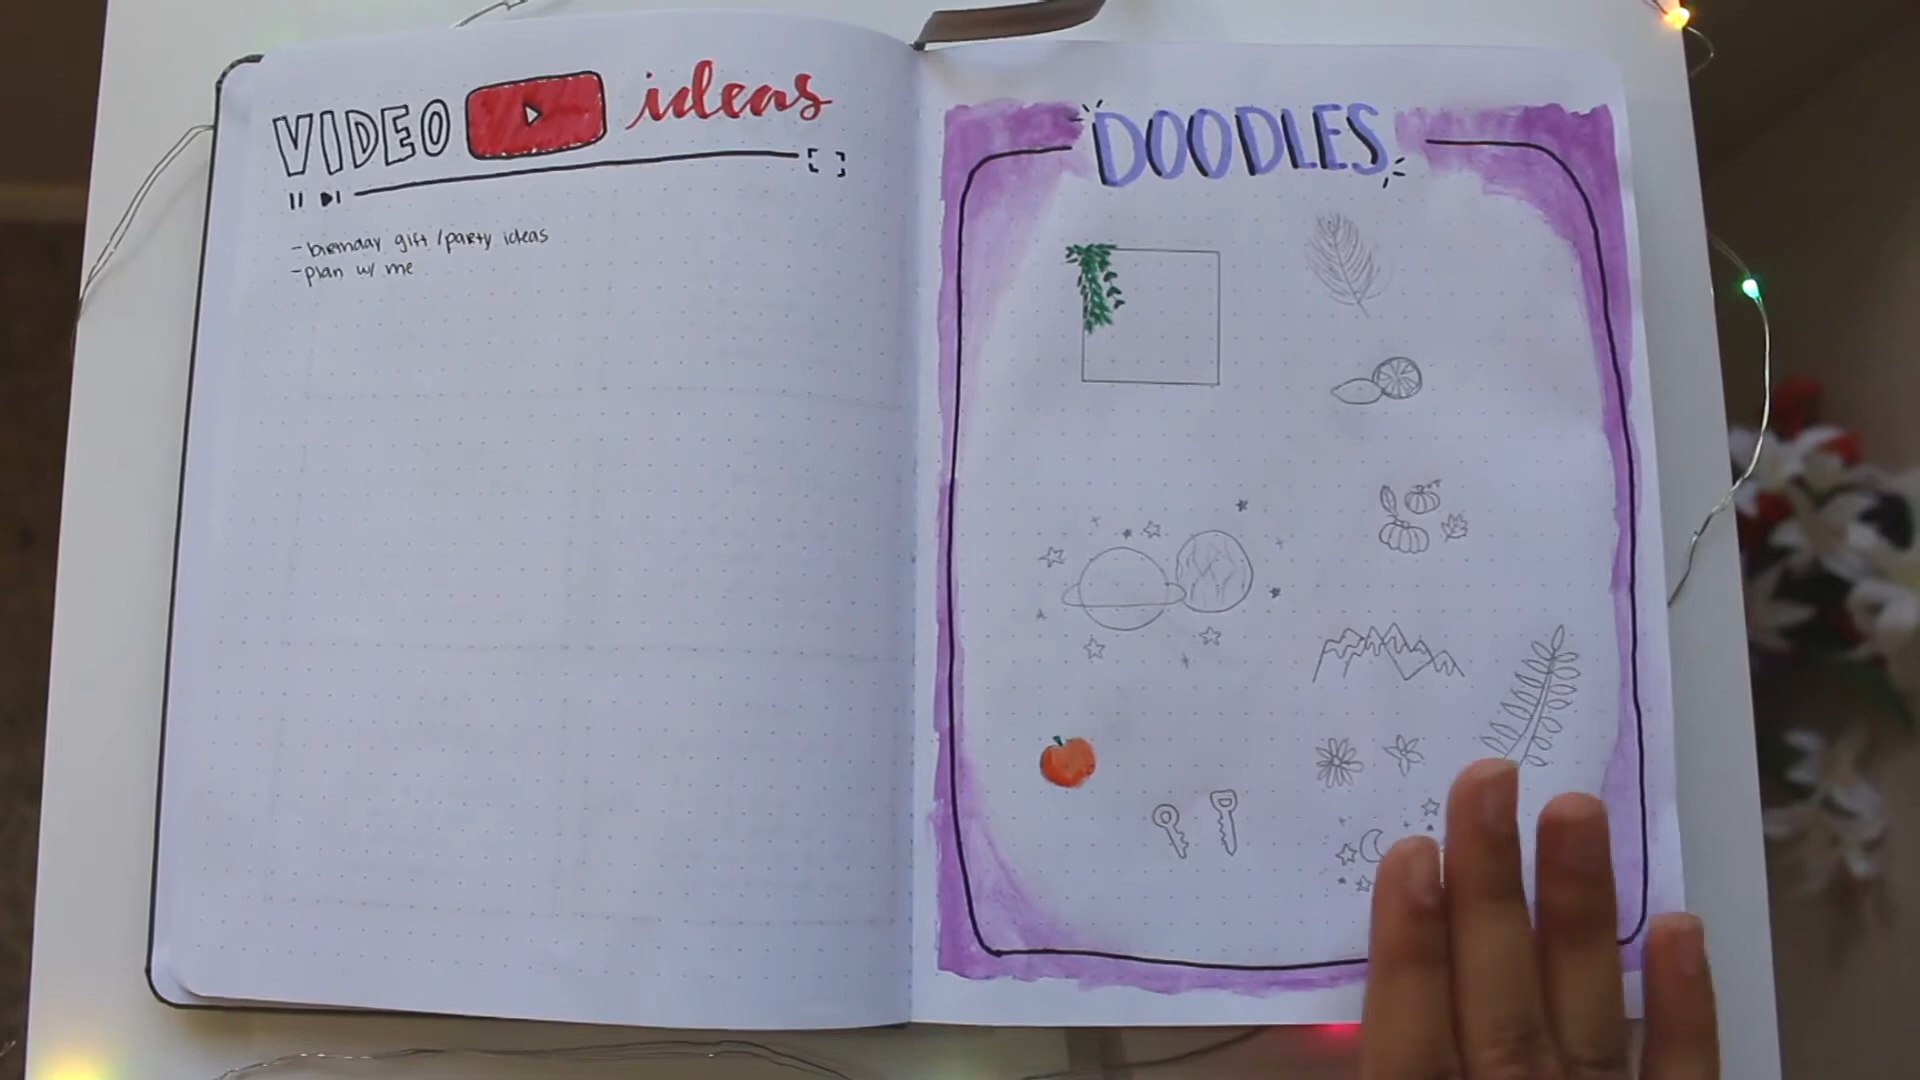 VIDEO ideas
- birthday gift / party ideas
- plan w/ me
DOODLES